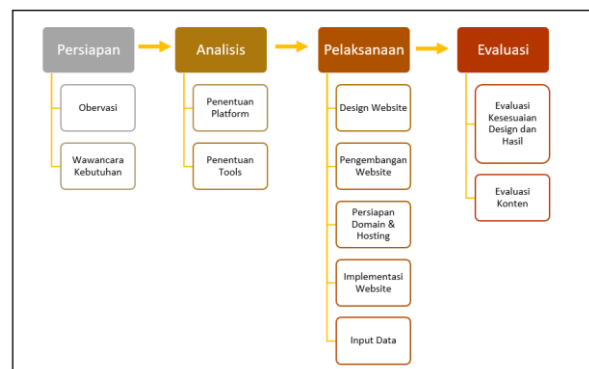 Persiapan
Analisis
Pelaksanaan
Evaluasi
Obervasi
Wawancara
Kebutuhan
Penentuan
Platform
Penentuan
Tools
Design Website
Pengembangan
Website
Persiapan
Domain &
Hosting
Implementasi
Website
Input Data
Evaluasi
Kesesuaian
Design dan
Hasil
Evaluasi
Konten